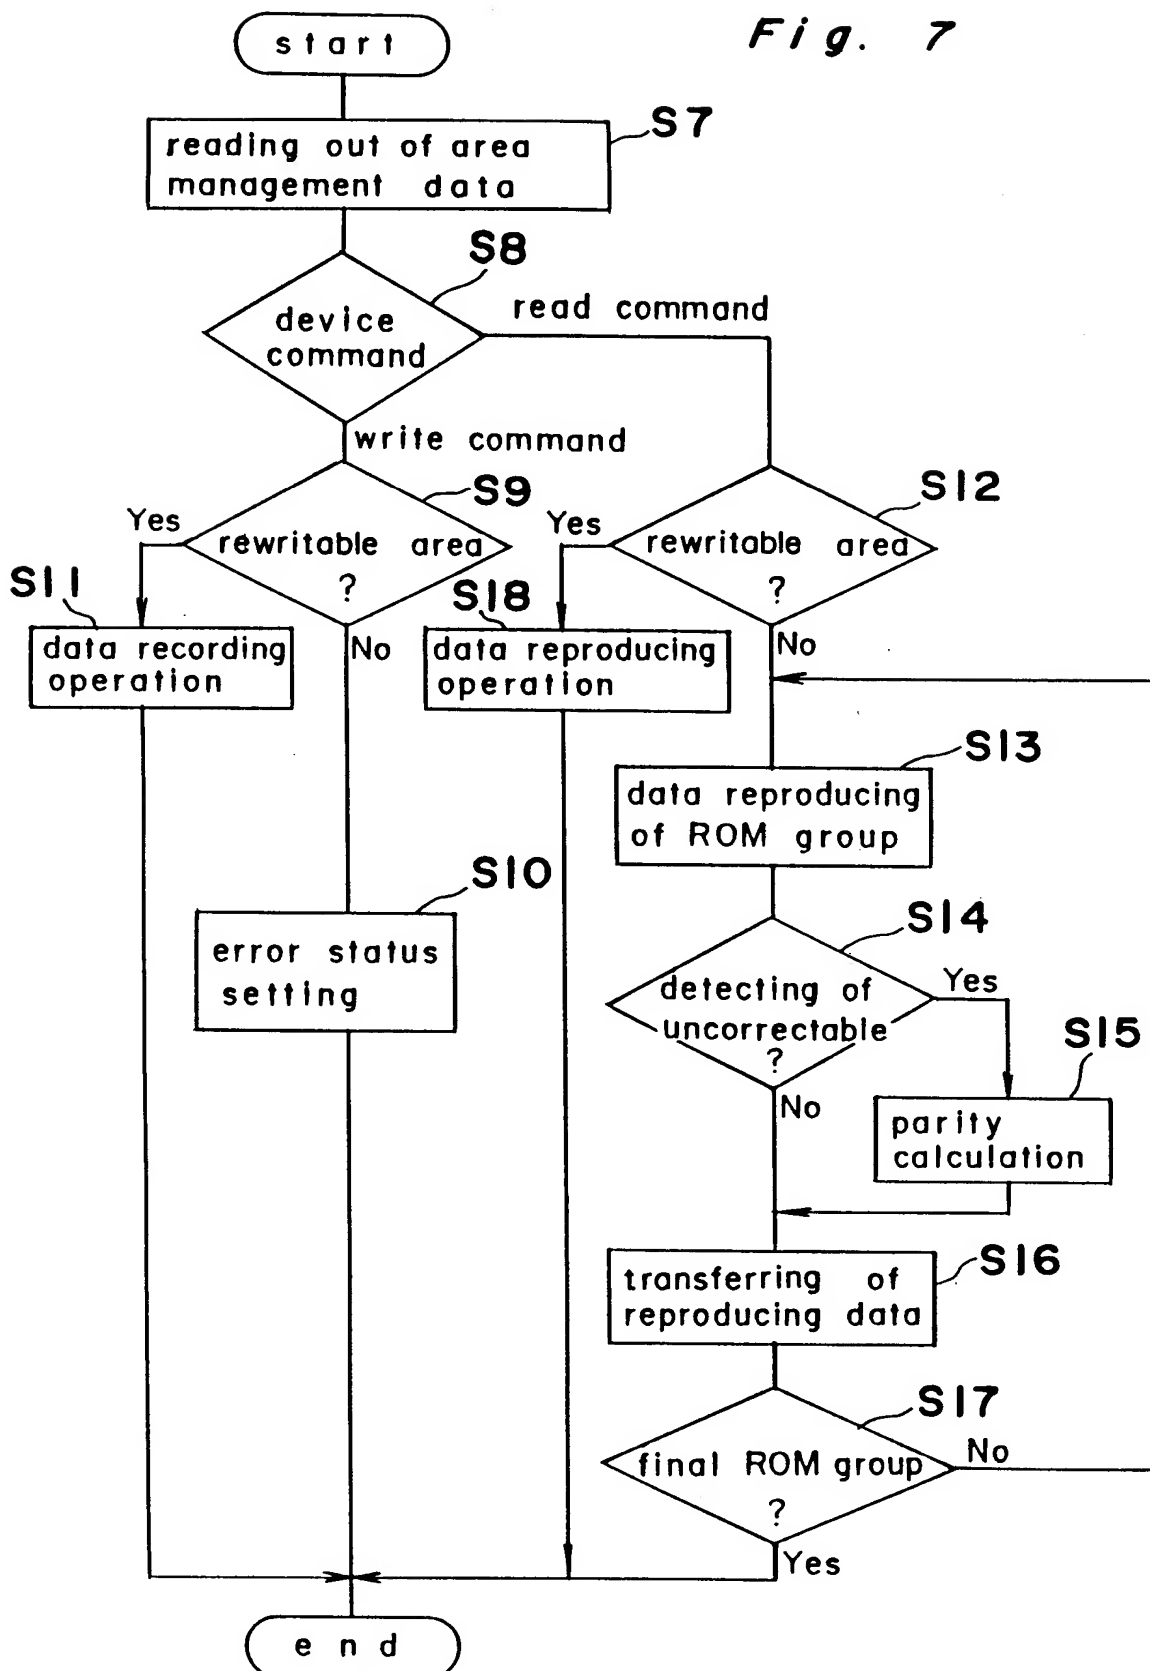 Fig. 7
start
S7
reading out of area
management data
S8
device
command
read command
write command
S9
Yes
rewritable area
?
No
S12
Yes
rewritable area
?
No
S11
data recording
operation
S18
data reproducing
operation
S13
data reproducing
of ROM group
S10
error status
setting
S14
detecting of
uncorrectable
?
Yes
No
S15
parity
calculation
S16
transferring of
reproducing data
S17
final ROM group
?
No
Yes
end